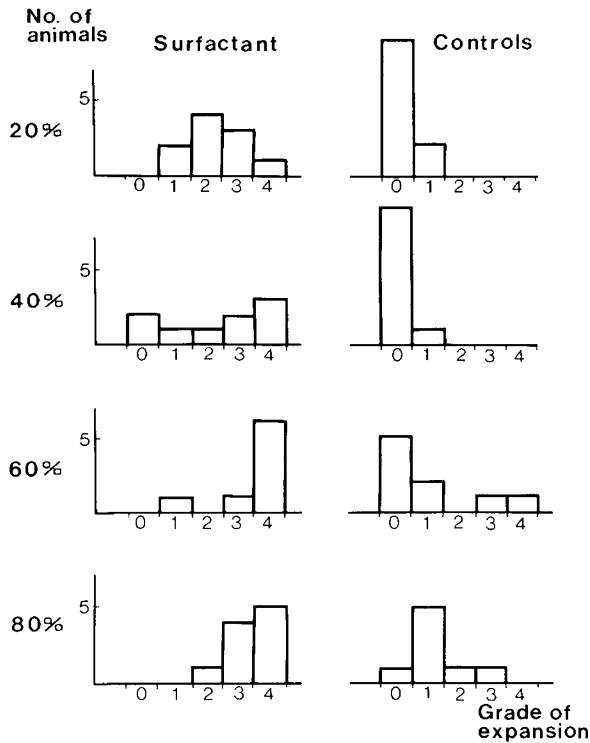 No. of
animals
Surfactant
Controls
5
20%
0 1 2 3 4
0 1 2 3 4
5
40%
0 1 2 3 4
0 1 2 3 4
5
60%
0 1 2 3 4
0 1 2 3 4
5
80%
0 1 2 3 4
0 1 2 3 4
Grade of
expansion